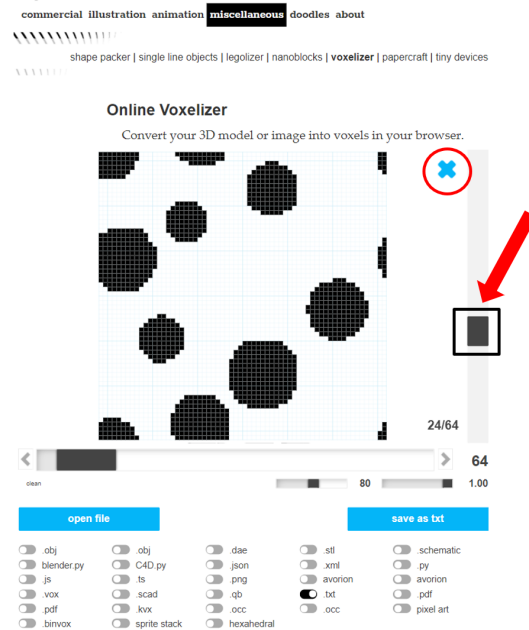 commercial illustration animation miscellaneous doodles about
shape packer | single line objects | legolizer | nanoblocks | voxelizer | papercraft | tiny devices
Online Voxelizer
Convert your 3D model or image into voxels in your browser.
24/64
64
clean 80 1.00
open file save as txt
.obj .obj .dae .stl .schematic
blender.py C4D.py .json .xml .py
.js .ts .png avorion avorion
.vox .scad .qb .txt .pdf
.pdf .kvx .occ .occ pixel art
.binvox sprite stack hexahedral